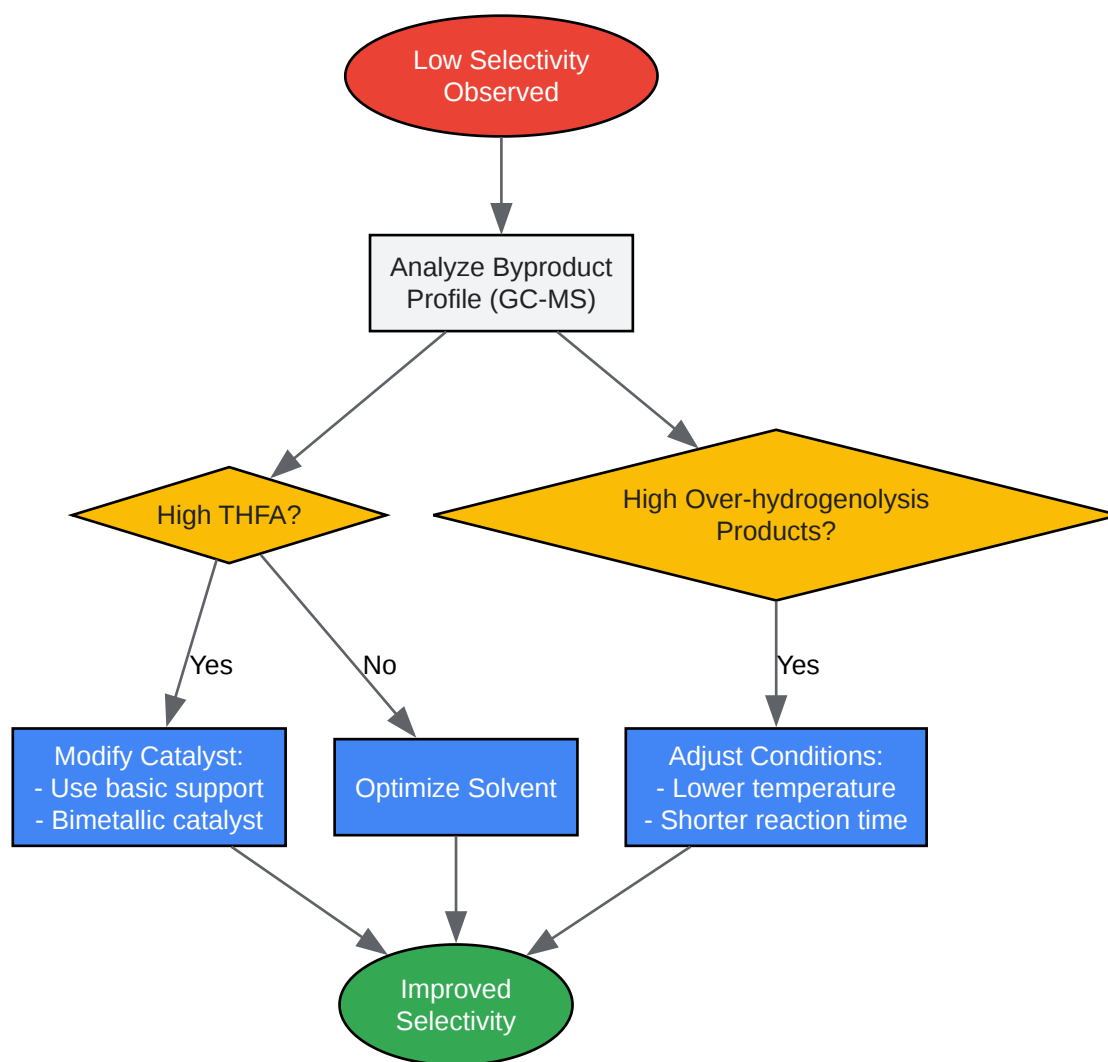 Low Selectivity
Observed
Analyze Byproduct
Profile (GC-MS)
High THFA?
High Over-hydrogenolysis
Products?
Yes
No
Yes
Modify Catalyst:
- Use basic support
- Bimetallic catalyst
Optimize Solvent
Adjust Conditions:
- Lower temperature
- Shorter reaction time
Improved
Selectivity